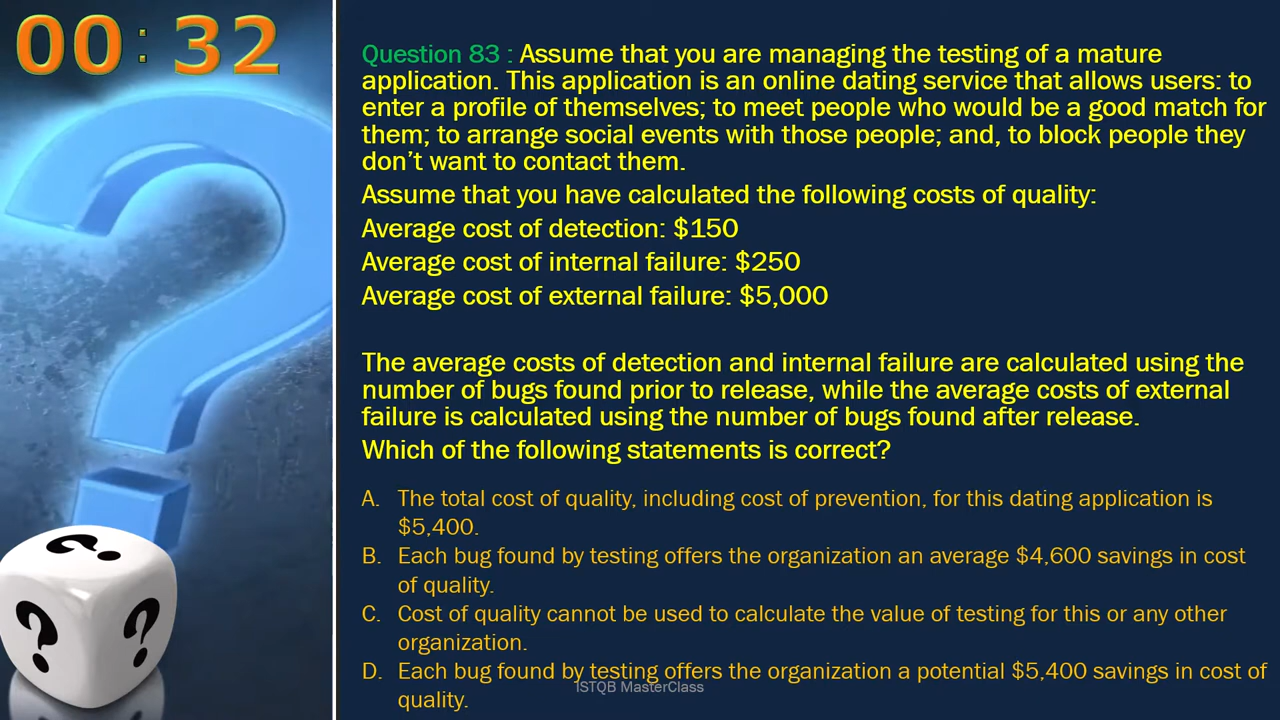 00:32
Question 83 : Assume that you are managing the testing of a mature
application. This application is an online dating service that allows users: to
enter a profile of themselves; to meet people who would be a good match for
them; to arrange social events with those people; and, to block people they
don't want to contact them.
Assume that you have calculated the following costs of quality:
Average cost of detection: $150
Average cost of internal failure: $250
Average cost of external failure: $5,000
The average costs of detection and internal failure are calculated using the
number of bugs found prior to release, while the average costs of external
failure is calculated using the number of bugs found after release.
Which of the following statements is correct?
A. The total cost of quality, including cost of prevention, for this dating application is
$5,400.
B. Each bug found by testing offers the organization an average $4,600 savings in cost
of quality.
C. Cost of quality cannot be used to calculate the value of testing for this or any other
organization.
D. Each bug found by testing offers the organization a potential $5,400 savings in cost of
quality.
ISTQB MasterClass
? ? ?